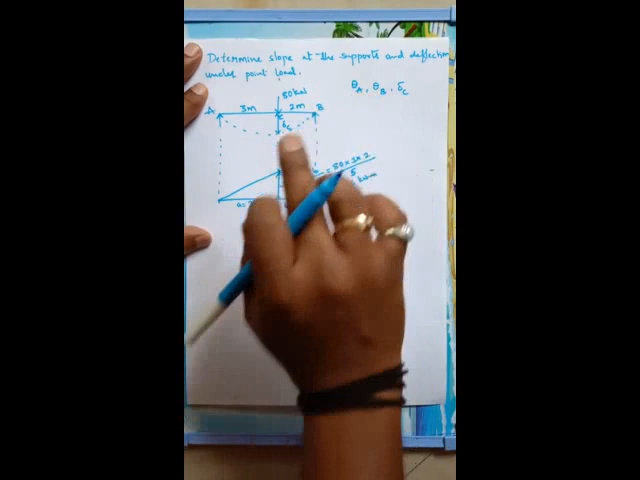 Determine slope at the supports and deflection
under point load.
θA, θB, δC
80kN
A 3m 2m B
C
δC
= 80 × 3 × 2
5
kNm
a=